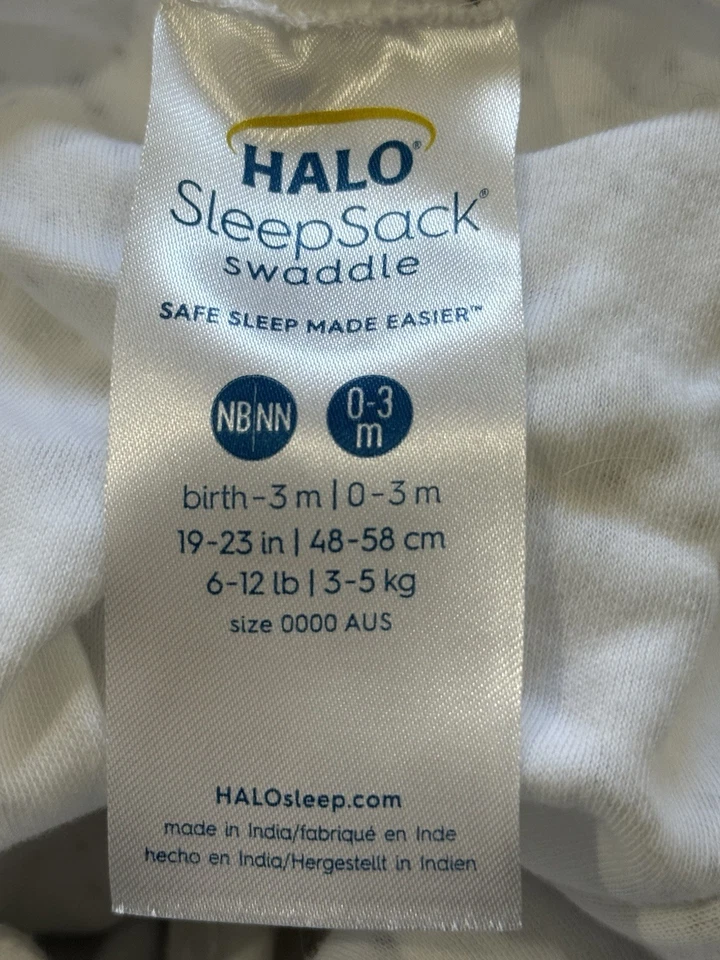 HALO®
SleepSack®
swaddle
SAFE SLEEP MADE EASIER™
NB|NN
0-3
m
birth-3 m | 0-3 m
19-23 in | 48-58 cm
6-12 lb | 3-5 kg
size 0000 AUS
HALOsleep.com
made in India/fabriqué en Inde
hecho en India/Hergestellt in Indien